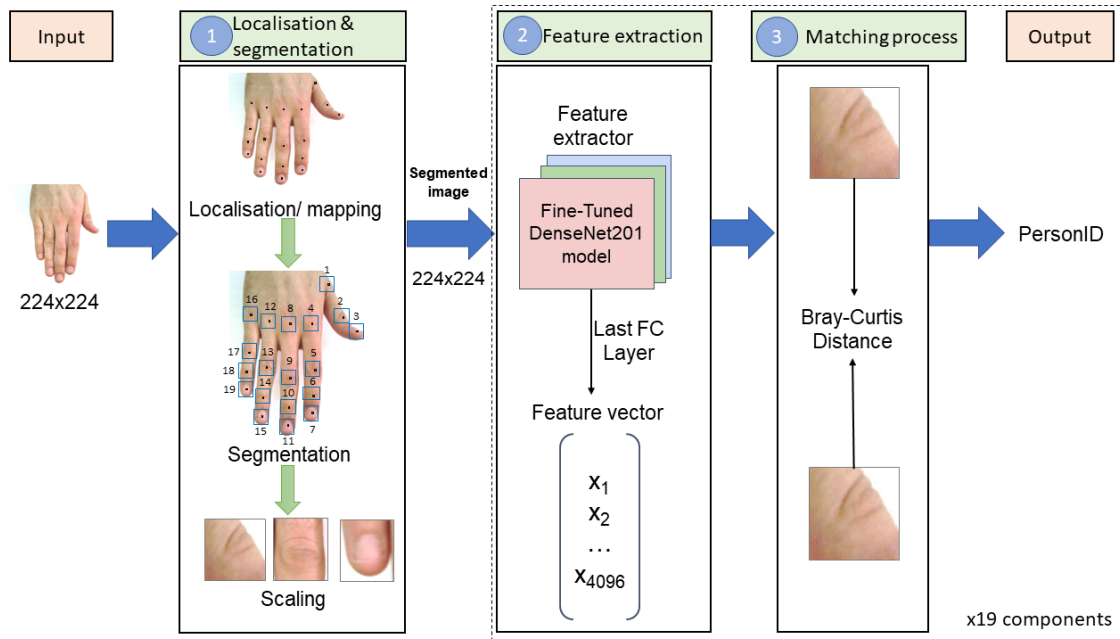 Input
1
Localisation &
segmentation
2
Feature extraction
3
Matching process
Output
224x224
Localisation/ mapping
1
2
3
16
12
8
4
17
13
9
5
18
14
10
6
19
15
11
7
Segmentation
Scaling
Segmented
image
224x224
Feature
extractor
Fine-Tuned
DenseNet201
model
Last FC
Layer
Feature vector
x₁
x₂
...
x₄₀₉₆
Bray-Curtis
Distance
PersonID
x19 components